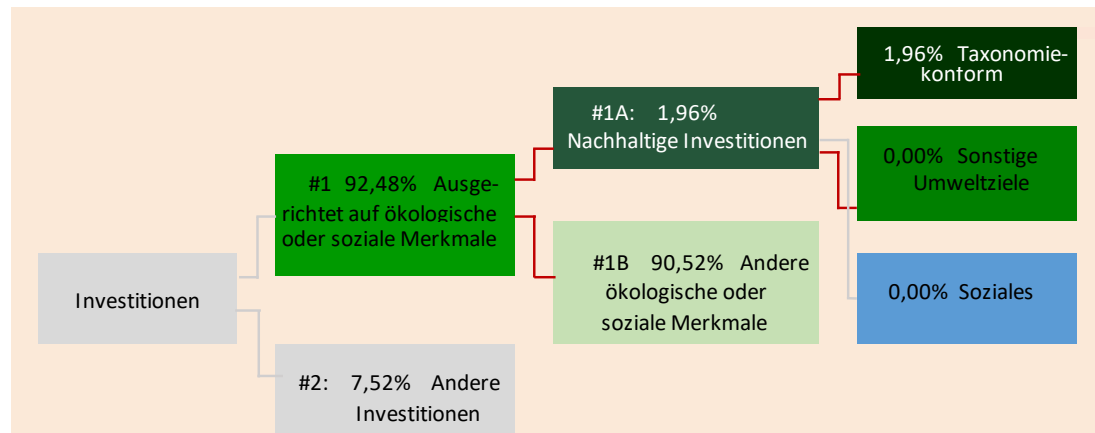 Investitionen
#1 92,48% Ausge-
richtet auf ökologische
oder soziale Merkmale
#2: 7,52% Andere
Investitionen
#1A: 1,96%
Nachhaltige Investitionen
#1B 90,52% Andere
ökologische oder
soziale Merkmale
1,96% Taxonomie-
konform
0,00% Sonstige
Umweltziele
0,00% Soziales